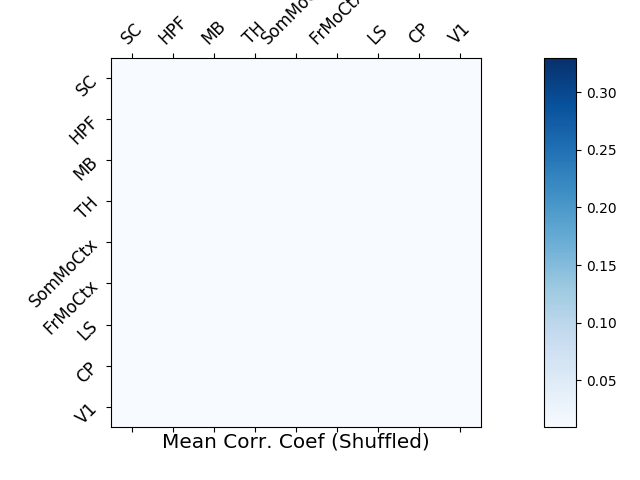 SC HPF MB TH SomMo FrMoCtx LS CP V1
SC
HPF
MB
TH
SomMoCtx
FrMoCtx
LS
CP
V1
0.30
0.25
0.20
0.15
0.10
0.05
Mean Corr. Coef (Shuffled)